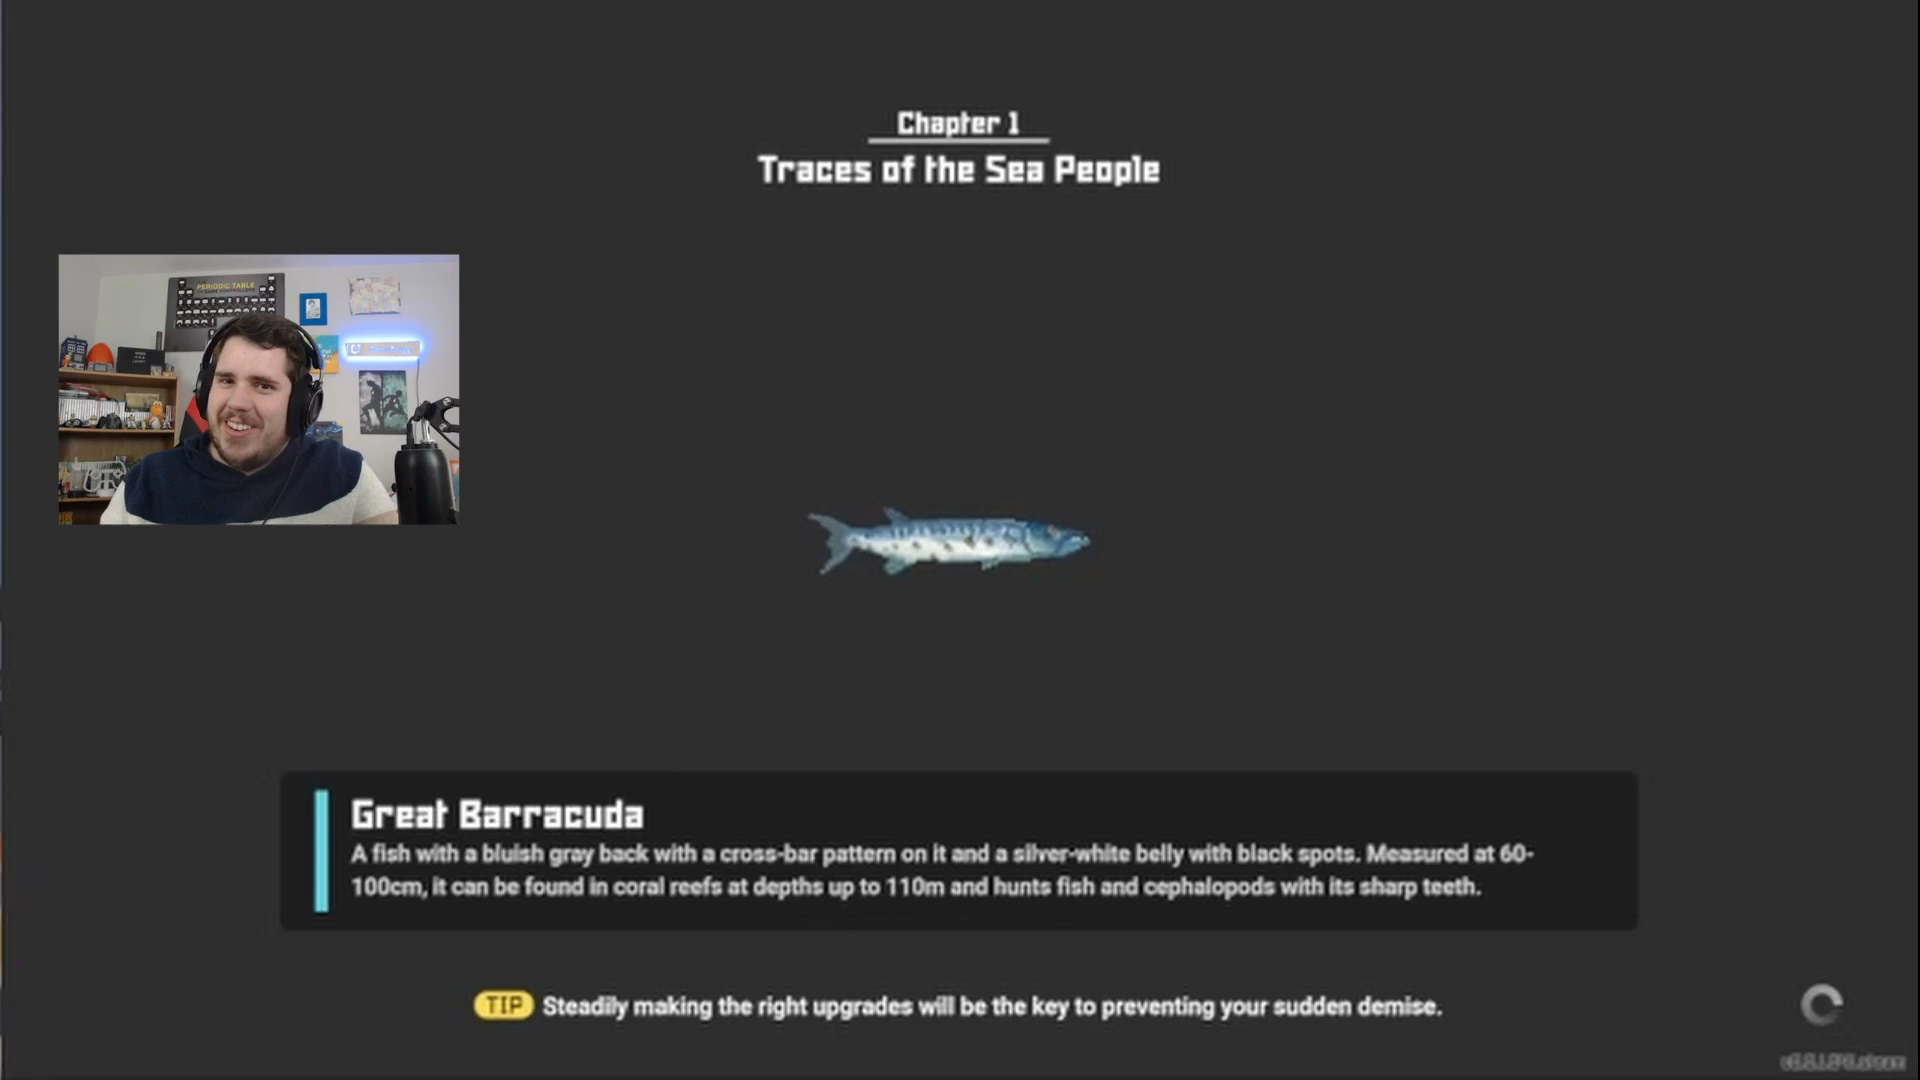 Chapter 1
Traces of the Sea People
PERIODIC TABLE
Great Barracuda
A fish with a bluish gray back with a cross-bar pattern on it and a silver-white belly with black spots. Measured at 60-
100cm, it can be found in coral reefs at depths up to 110m and hunts fish and cephalopods with its sharp teeth.
TIP Steadily making the right upgrades will be the key to preventing your sudden demise.